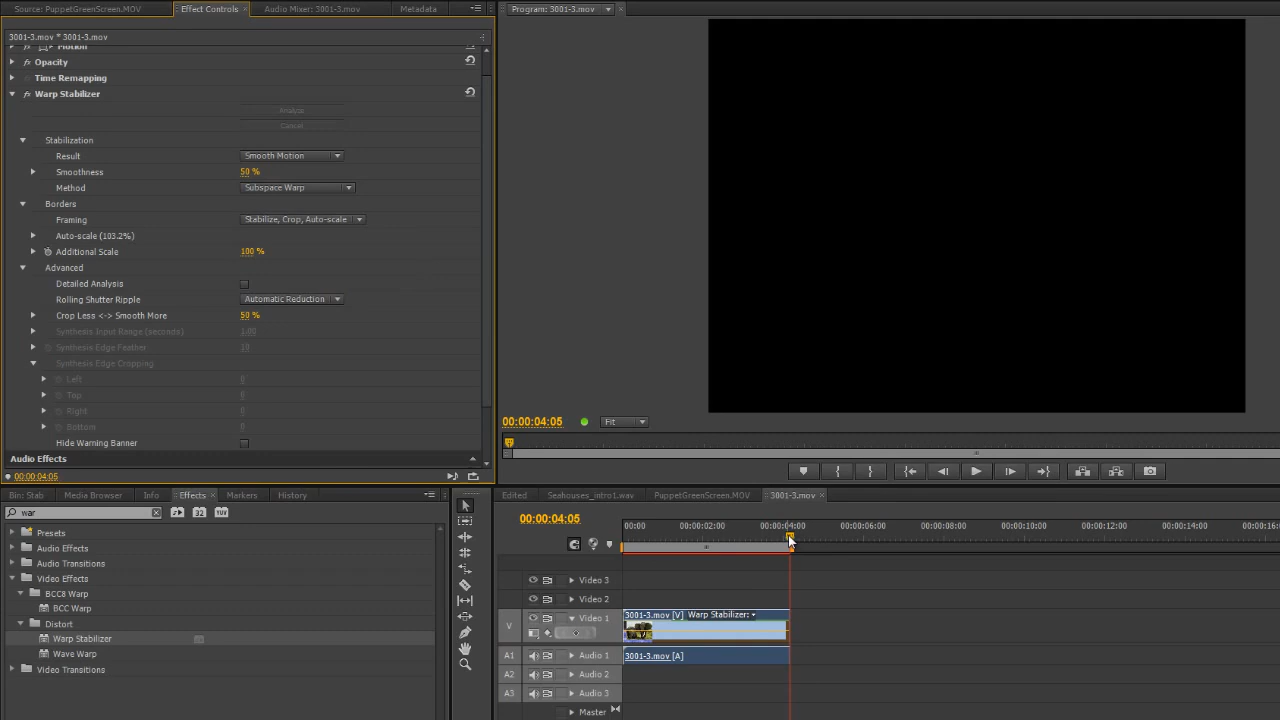 Source: PuppetGreenScreen.MOV
Effect Controls
Audio Mixer: 3001-3.mov
Metadata
3001-3.mov * 3001-3.mov
Motion
Opacity
Time Remapping
Warp Stabilizer
Analyze
Cancel
Stabilization
Result Smooth Motion
Smoothness 50 %
Method Subspace Warp
Borders
Framing Stabilize, Crop, Auto-scale
Auto-scale (103.2%)
Additional Scale 100 %
Advanced
Detailed Analysis
Rolling Shutter Ripple Automatic Reduction
Crop Less <-> Smooth More 50 %
Synthesis Input Range (seconds) 1.00
Synthesis Edge Feather 10
Synthesis Edge Cropping
Left 0
Top 0
Right 0
Bottom 0
Hide Warning Banner
Audio Effects
00:00:04:05
Program: 3001-3.mov
00:00:04:05
Fit
Bin: Stab
Media Browser
Info
Effects
Markers
History
war
32
YUV
Presets
Audio Effects
Audio Transitions
Video Effects
BCC8 Warp
BCC Warp
Distort
Warp Stabilizer
Wave Warp
Video Transitions
Edited
Seahouses_intro1.wav
PuppetGreenScreen.MOV
3001-3.mov
00:00:04:05
00:00 00:00:02:00 00:00:04:00 00:00:06:00 00:00:08:00 00:00:10:00 00:00:12:00 00:00:14:00 00:00:16:0
Video 3
Video 2
V Video 1
3001-3.mov [V] Warp Stabilizer:
A1 Audio 1
3001-3.mov [A]
A2 Audio 2
A3 Audio 3
Master